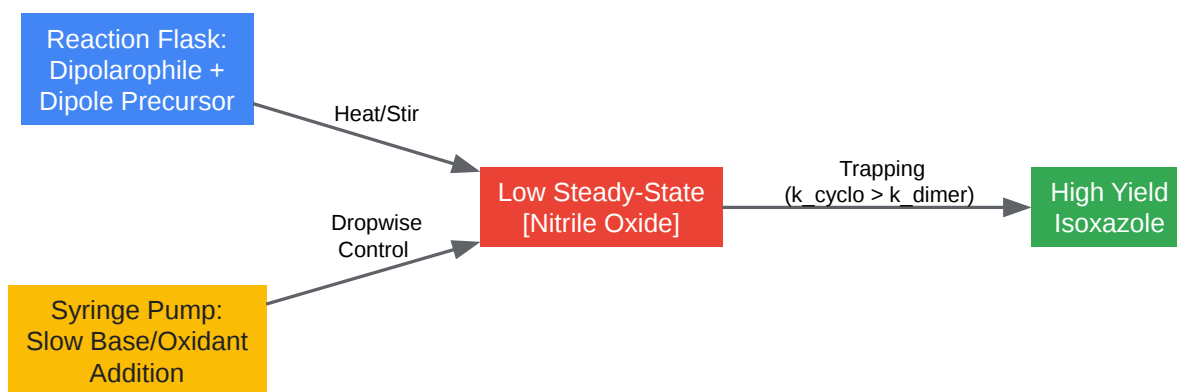 Reaction Flask:
Dipolarophile +
Dipole Precursor
Heat/Stir
Dropwise
Control
Syringe Pump:
Slow Base/Oxidant
Addition
Low Steady-State
[Nitrile Oxide]
Trapping
(k_cyclo > k_dimer)
High Yield
Isoxazole